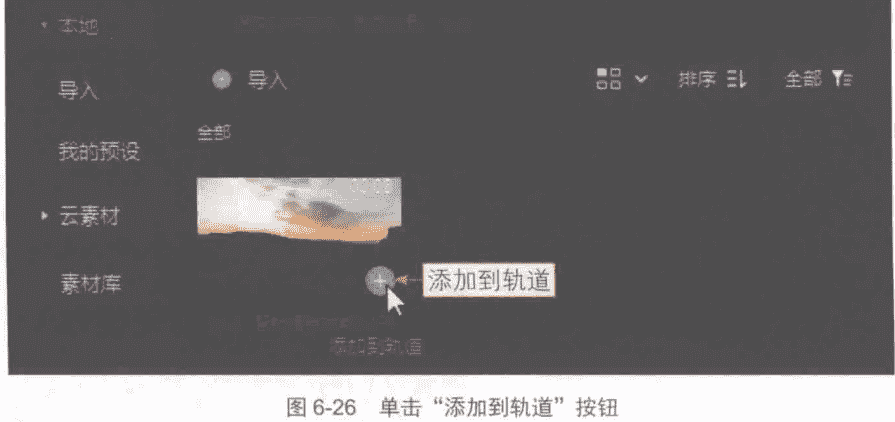 本地
导入
导入
排序
全部
我的预设
全部
云素材
素材库
添加到轨道
添加到轨道
图 6-26 单击“添加到轨道”按钮